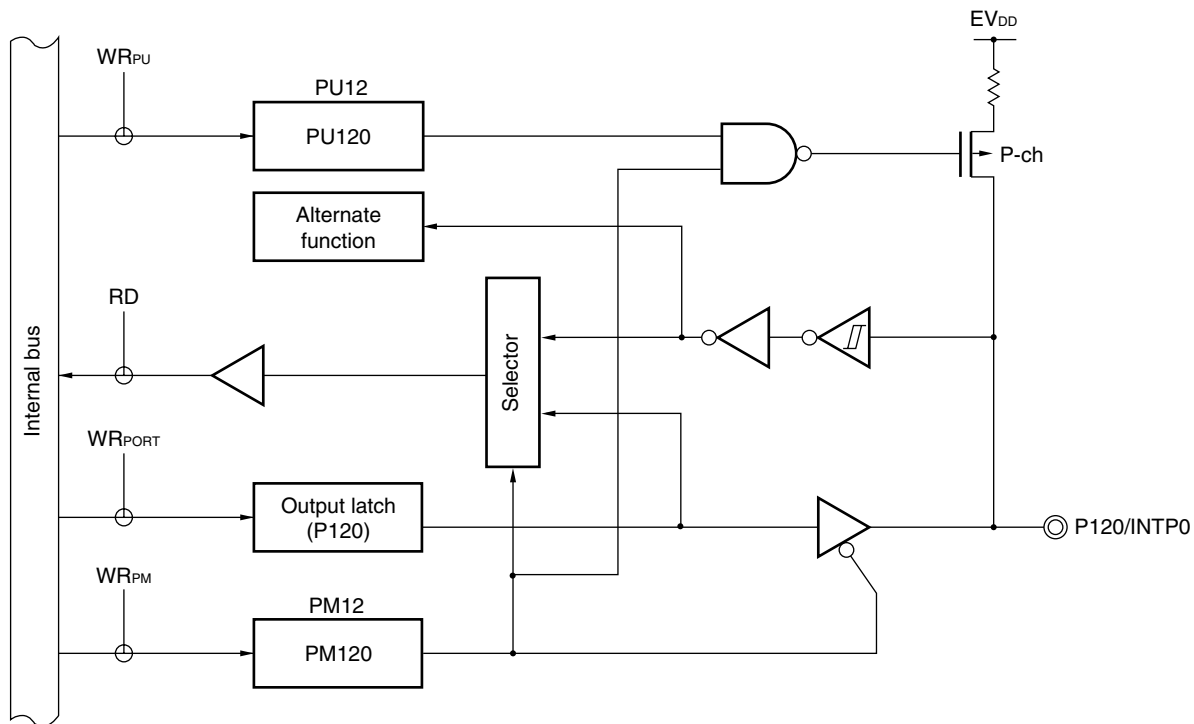 EVDD
WRPU
PU12
PU120
P-ch
Alternate
function
RD
Internal bus
Selector
WRPORT
Output latch
(P120)
P120/INTP0
WRPM
PM12
PM120